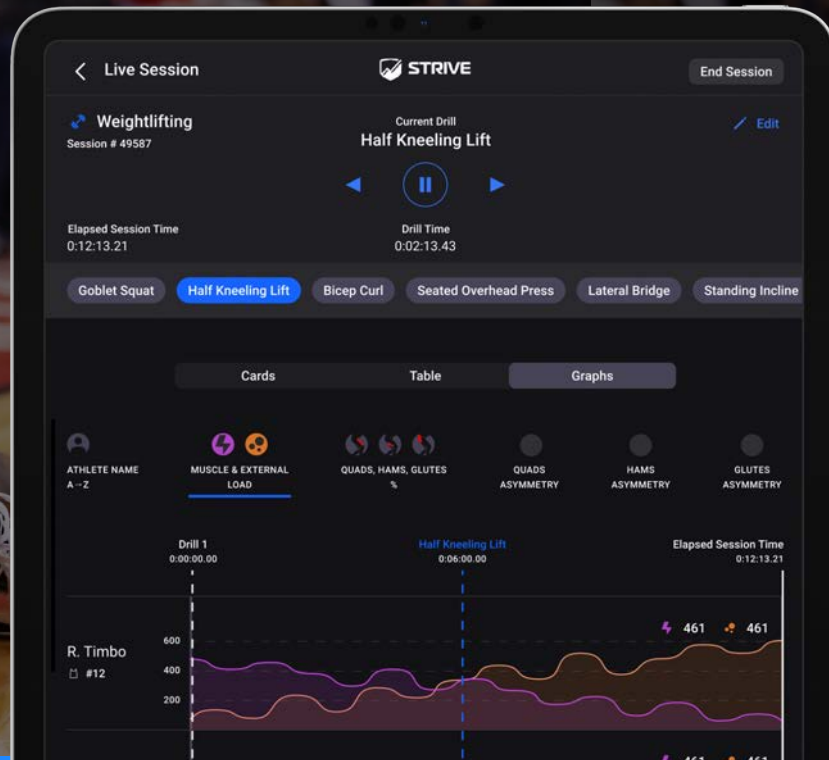 Live Session
STRIVE
End Session
Weightlifting
Session # 49587
Current Drill
Half Kneeling Lift
Edit
Elapsed Session Time
0:12:13.21
Drill Time
0:02:13.43
Goblet Squat
Half Kneeling Lift
Bicep Curl
Seated Overhead Press
Lateral Bridge
Standing Incline
Cards
Table
Graphs
ATHLETE NAME
A→Z
MUSCLE & EXTERNAL
LOAD
QUADS, HAMS, GLUTES
%
QUADS
ASYMMETRY
HAMS
ASYMMETRY
GLUTES
ASYMMETRY
Drill 1
0:00:00.00
Half Kneeling Lift
0:06:00.00
Elapsed Session Time
0:12:13.21
R. Timbo
#12
600
400
200
461
461
461
461